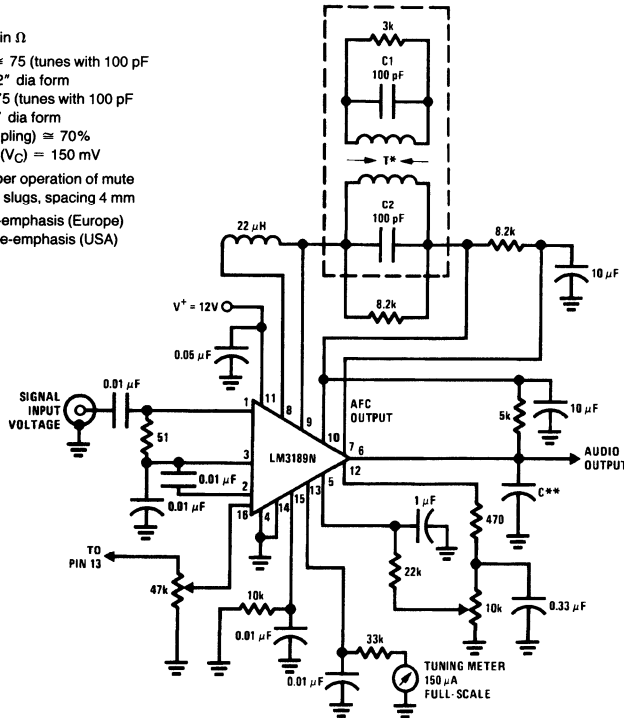 in Ω
75 (tunes with 100 pF
2" dia form
75 (tunes with 100 pF
dia form
pling) ≅ 70%
(VC) = 150 mV
per operation of mute
slugs, spacing 4 mm
-emphasis (Europe)
e-emphasis (USA)
3k
C1
100 pF
T*
C2
100 pF
22 μH
8.2k
8.2k
10 μF
V+ = 12V
0.05 μF
SIGNAL
INPUT
VOLTAGE
0.01 μF
51
1
11
8
9
10
AFC
OUTPUT
5k
10 μF
3
LM3189N
7
6
12
AUDIO
OUTPUT
0.01 μF
2
0.01 μF
16
4
14
15
13
5
C**
1 μF
470
TO
PIN 13
47k
10k
0.01 μF
22k
10k
0.33 μF
33k
0.01 μF
TUNING METER
150 μA
FULL-SCALE